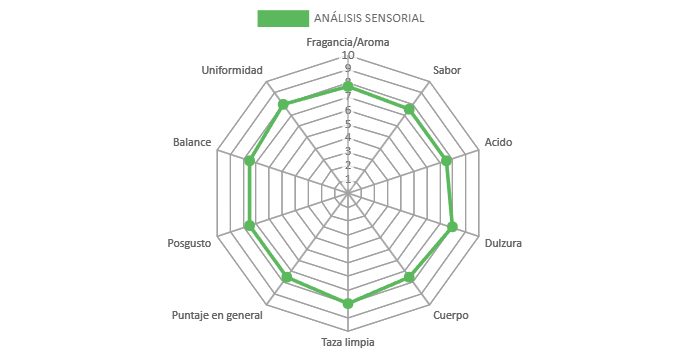 ANÁLISIS SENSORIAL
Fragancia/Aroma
10
9
8
7
6
5
4
3
2
1
Uniformidad
Sabor
Balance
Acido
Posgusto
Dulzura
Puntaje en general
Cuerpo
Taza limpia